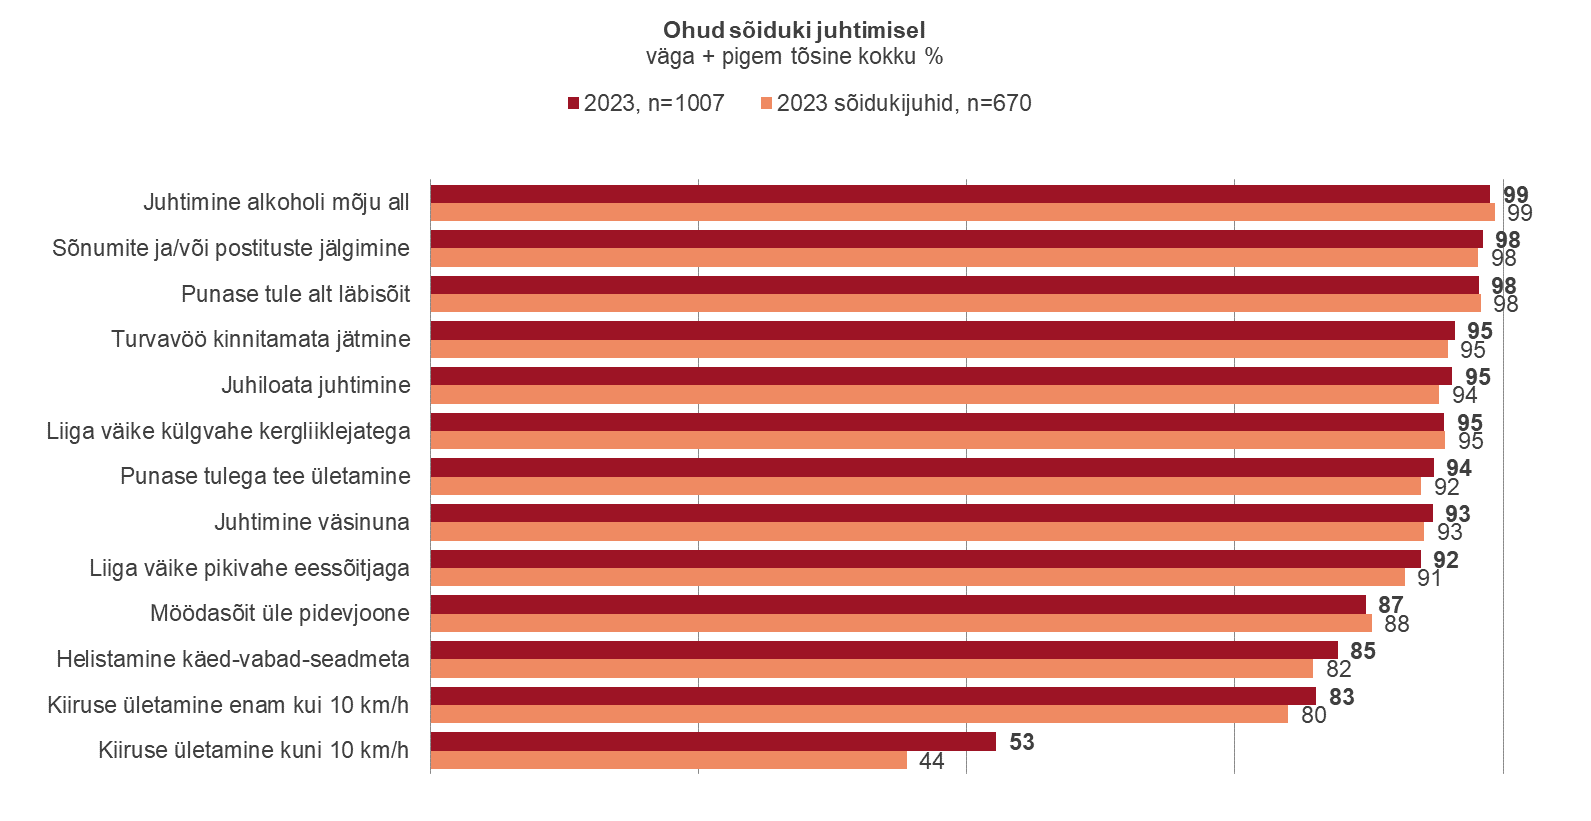 Ohud sõiduki juhtimisel
väga + pigem tõsine kokku %
2023, n=1007 2023 sõidukijuhid, n=670
Juhtimine alkoholi mõju all 99
99
Sõnumite ja/või postituste jälgimine 98
98
Punase tule alt läbisõit 98
98
Turvavöö kinnitamata jätmine 95
95
Juhiloata juhtimine 95
94
Liiga väike külgvahe kergliiklejatega 95
95
Punase tulega tee ületamine 94
92
Juhtimine väsinuna 93
93
Liiga väike pikivahe eessõitjaga 92
91
Möödasõit üle pidevjoone 87
88
Helistamine käed-vabad-seadmeta 85
82
Kiiruse ületamine enam kui 10 km/h 83
80
Kiiruse ületamine kuni 10 km/h 53
44